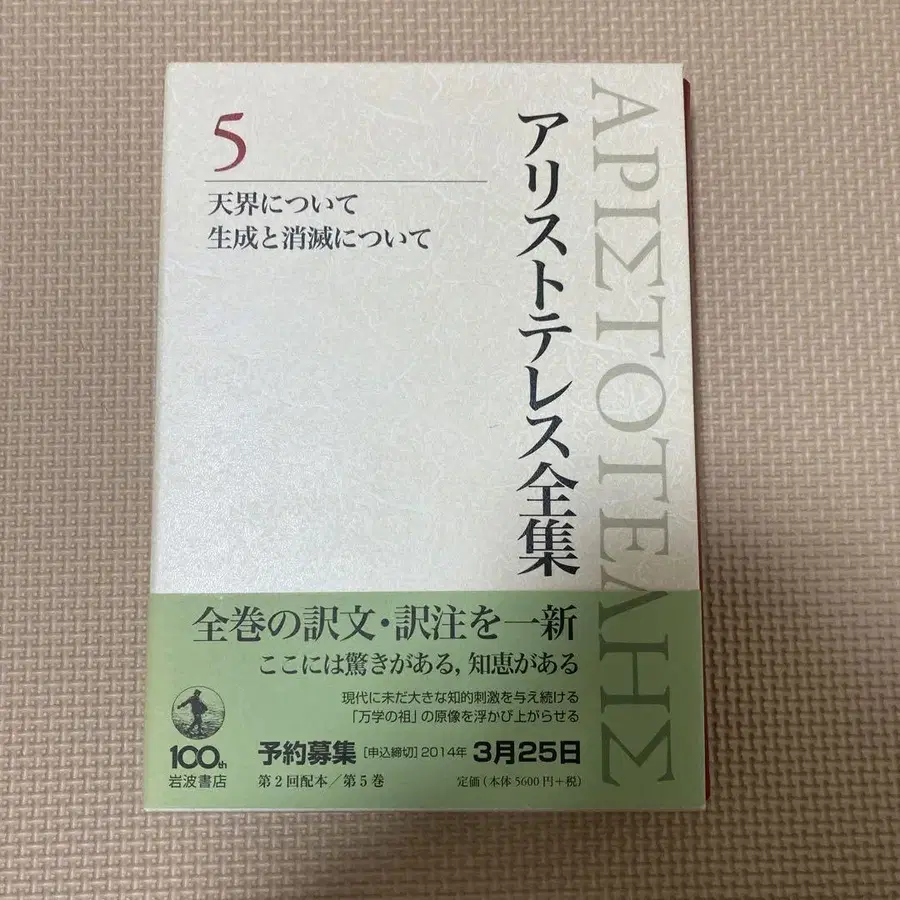 5
天界について
生成と消滅について
アリストテレス全集
ΑΡΙΣΤΟΤΕΛΗΣ
全巻の訳文・訳注を一新
ここには驚きがある, 知恵がある
現代に未だ大きな知的刺激を与え続ける
「万学の祖」の原像を浮かび上がらせる
100th
岩波書店
予約募集 [申込締切] 2014年 3月25日
第2回配本／第5巻 定価(本体5600円+税)